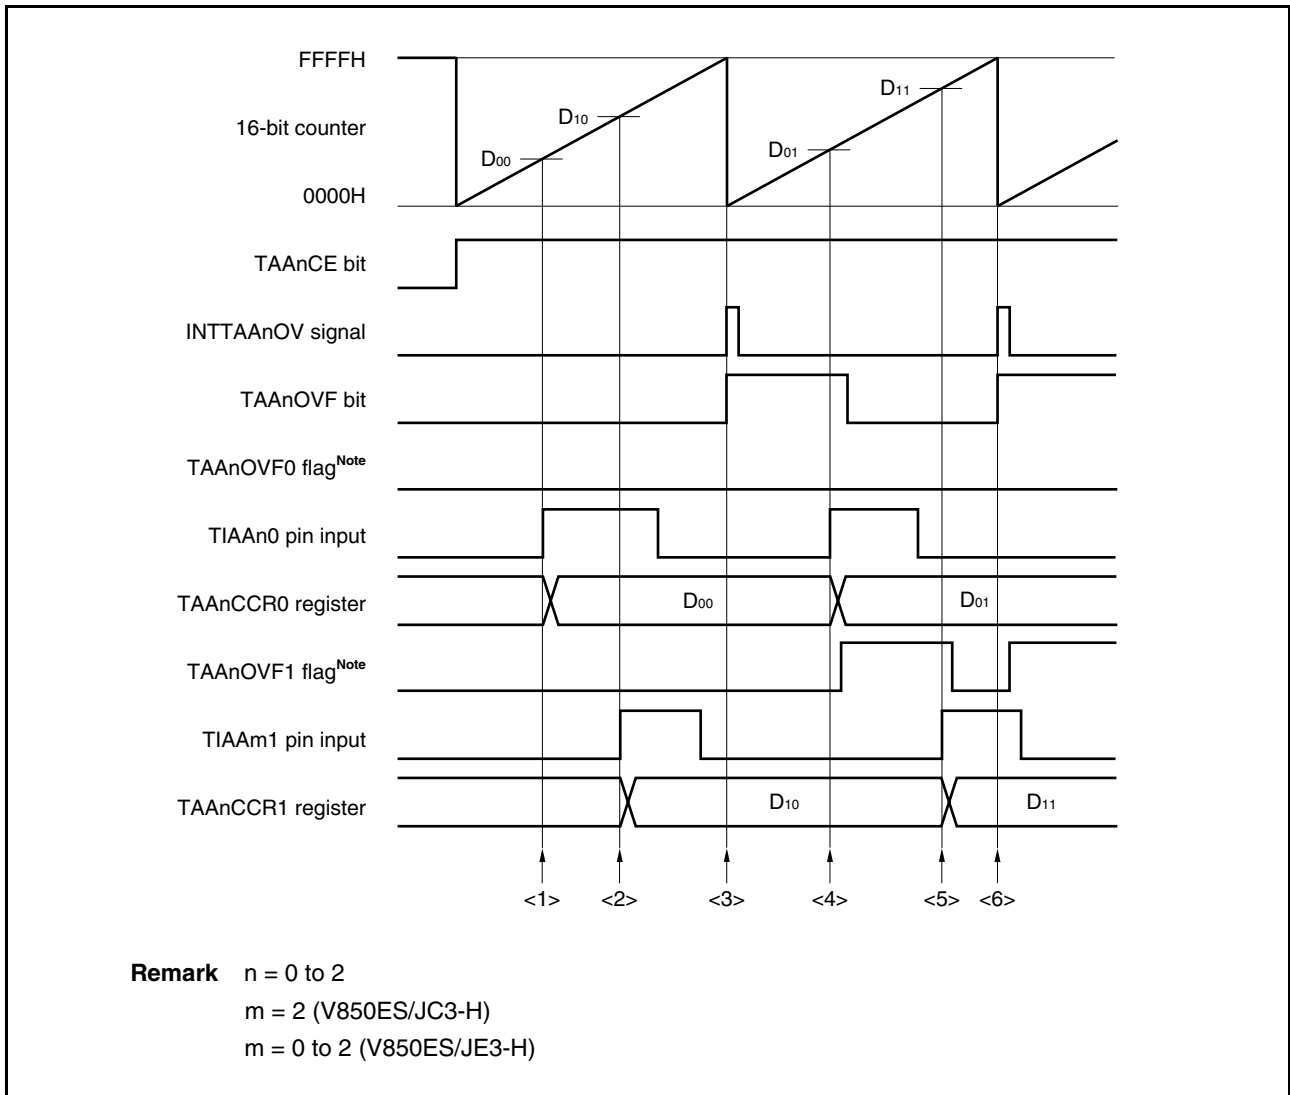 FFFFH
D11
D10
16-bit counter
D01
D00
0000H
TAAnCE bit
INTTAAnOV signal
TAAnOVF bit
TAAnOVF0 flagNote
TIAAn0 pin input
TAAnCCR0 register
D00
D01
TAAnOVF1 flagNote
TIAAm1 pin input
TAAnCCR1 register
D10
D11
<1> <2> <3> <4> <5> <6>
Remark n = 0 to 2
m = 2 (V850ES/JC3-H)
m = 0 to 2 (V850ES/JE3-H)